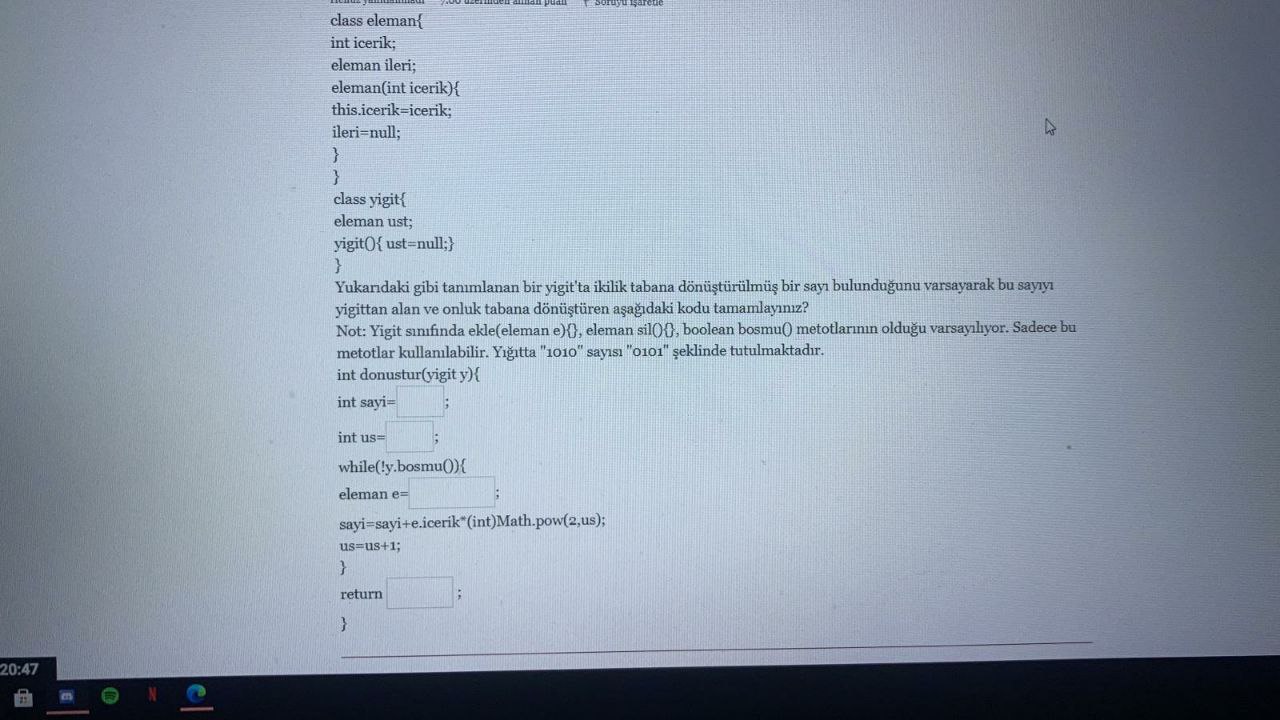 Henüz yanıtlanmadı 7,00 üzerinden alınan puan Soruyu işaretle
class eleman{
int icerik;
eleman ileri;
eleman(int icerik){
this.icerik=icerik;
ileri=null;
}
}
class yigit{
eleman ust;
yigit(){ ust=null;}
}
Yukarıdaki gibi tanımlanan bir yigit'ta ikilik tabana dönüştürülmüş bir sayı bulunduğunu varsayarak bu sayıyı
yigittan alan ve onluk tabana dönüştüren aşağıdaki kodu tamamlayınız?
Not: Yigit sınıfında ekle(eleman e){}, eleman sil(){}, boolean bosmu() metotlarının olduğu varsayılıyor. Sadece bu
metotlar kullanılabilir. Yığıtta "1010" sayısı "0101" şeklinde tutulmaktadır.
int donustur(yigit y){
int sayi= ;
int us= ;
while(!y.bosmu()){
eleman e= ;
sayi=sayi+e.icerik*(int)Math.pow(2,us);
us=us+1;
}
return ;
}
20:47
N